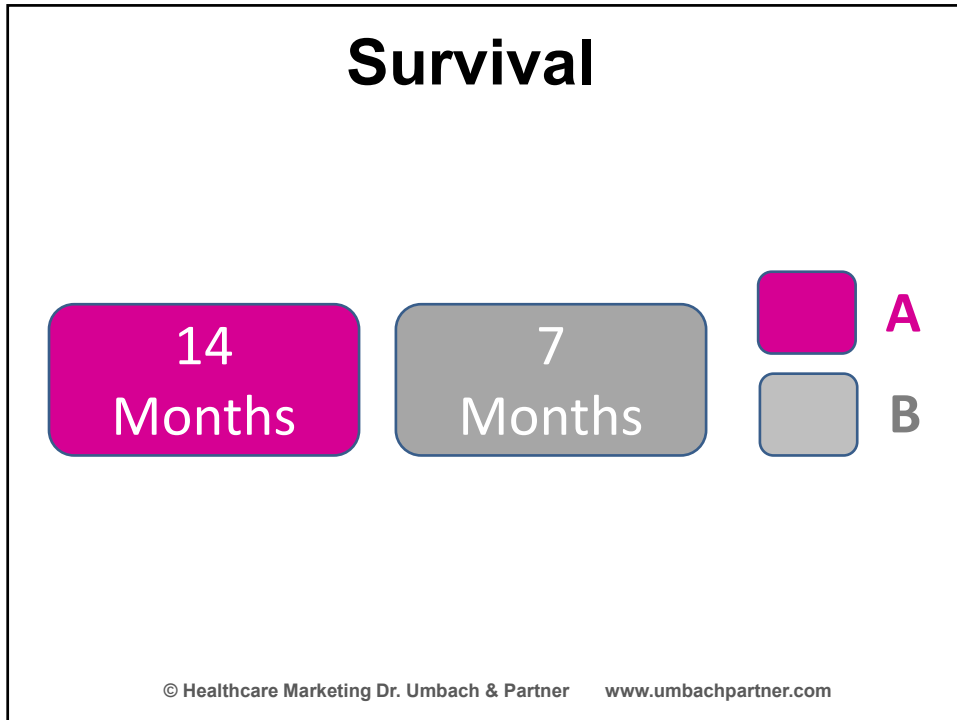 Survival
14
Months
7
Months
A
B
© Healthcare Marketing Dr. Umbach & Partner www.umbachpartner.com